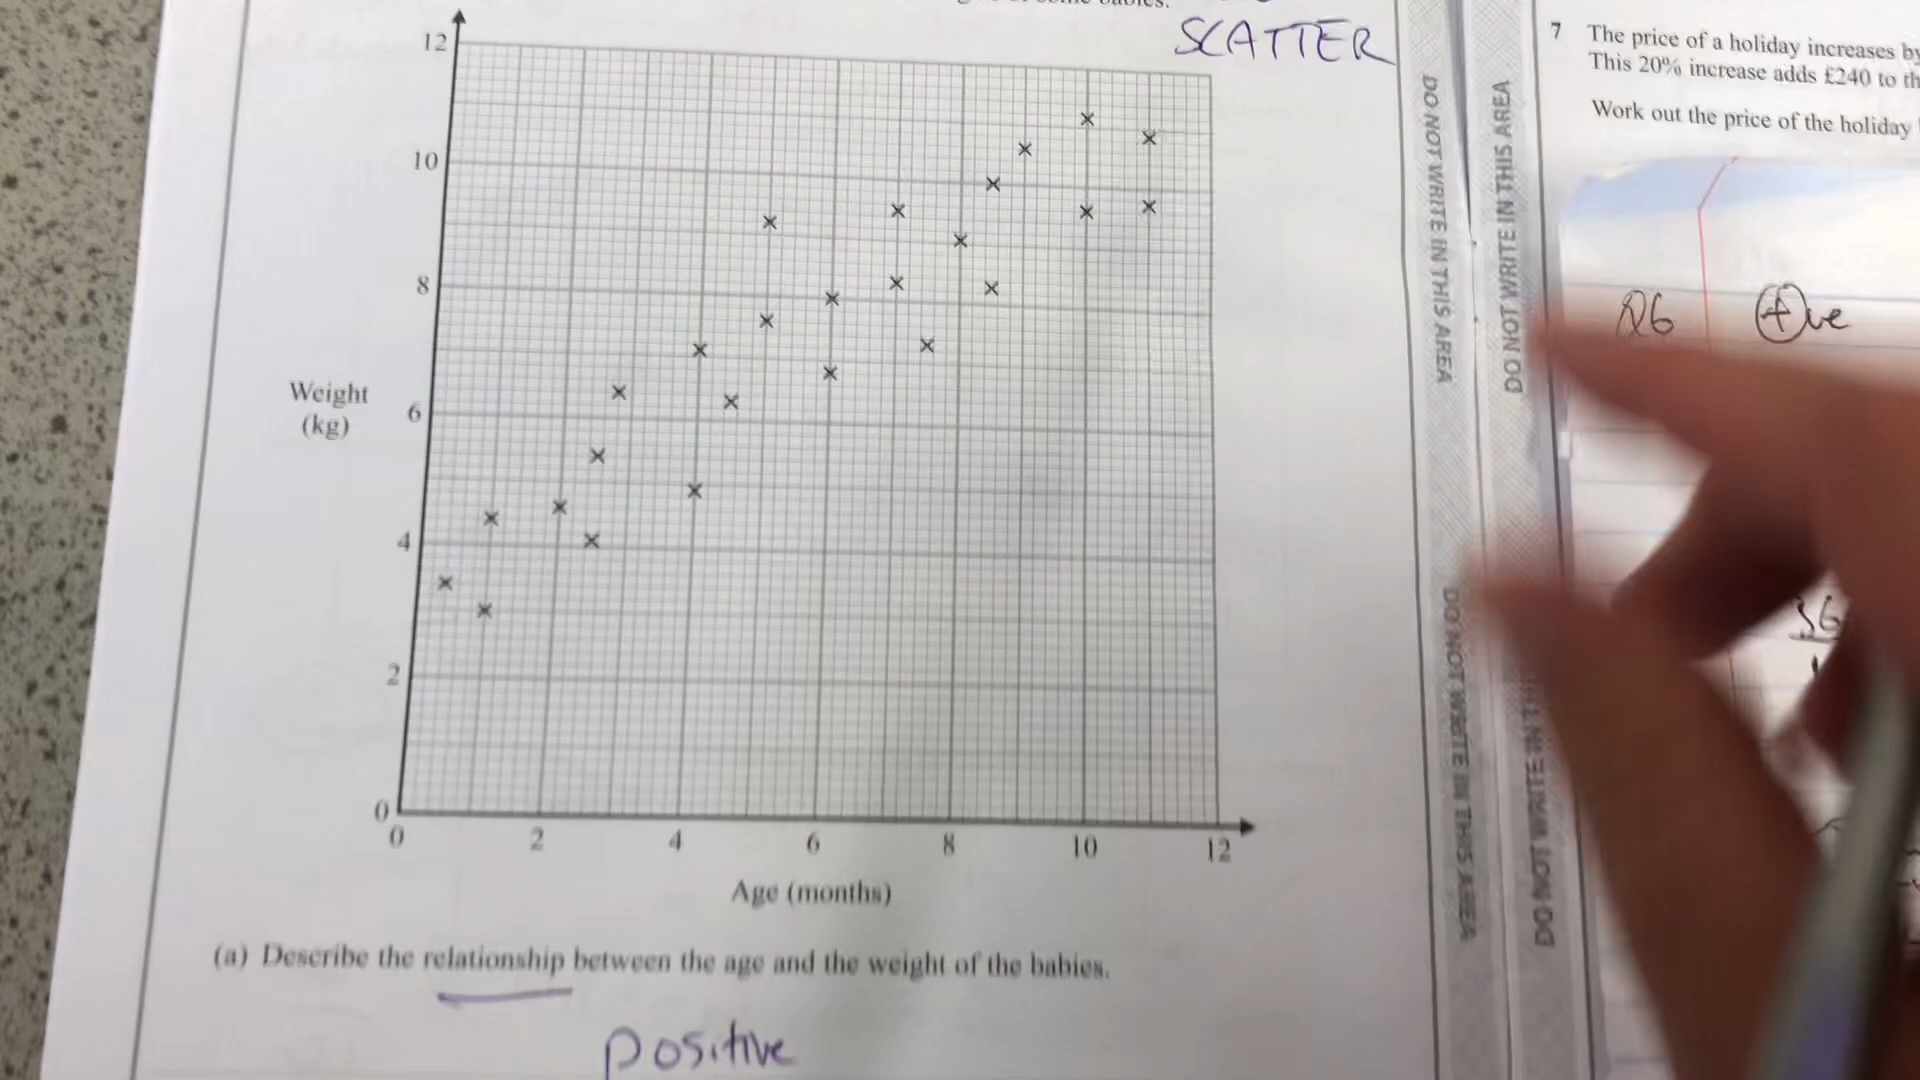 babies.
SCATTER
12
10
8
6
4
2
0
Weight
(kg)
0 2 4 6 8 10 12
Age (months)
(a) Describe the relationship between the age and the weight of the babies.
positive
DO NOT WRITE IN THIS AREA
DO NOT WRITE IN THIS AREA
DO NOT WRITE IN THIS AREA
DO NOT WRITE IN THIS AREA
7 The price of a holiday increases by
This 20% increase adds £240 to th
Work out the price of the holiday
Q6 +ve
36